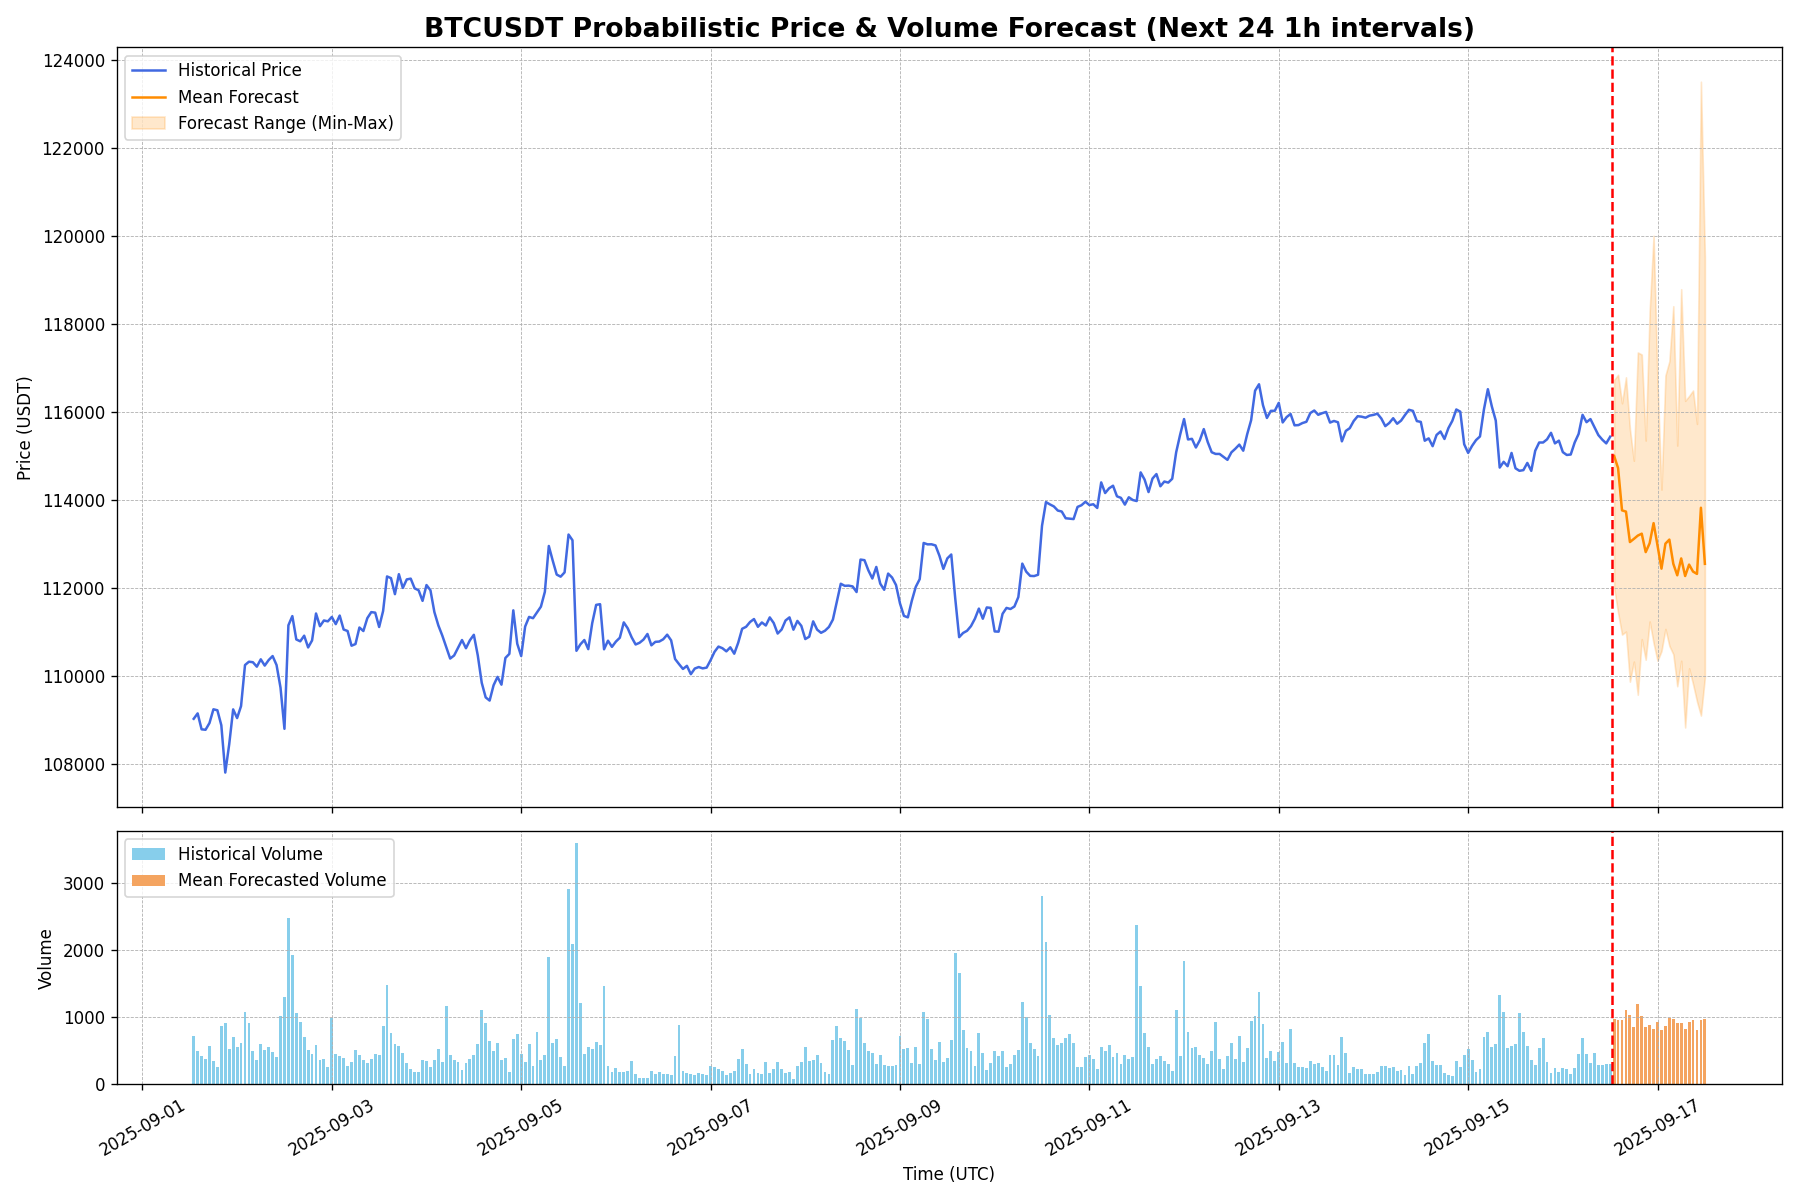 BTCUSDT Probabilistic Price & Volume Forecast (Next 24 1h intervals)
Historical Price
Mean Forecast
Forecast Range (Min-Max)
Price (USDT)
124000
122000
120000
118000
116000
114000
112000
110000
108000
Historical Volume
Mean Forecasted Volume
Volume
3000
2000
1000
0
2025-09-01
2025-09-03
2025-09-05
2025-09-07
2025-09-09
2025-09-11
2025-09-13
2025-09-15
2025-09-17
Time (UTC)